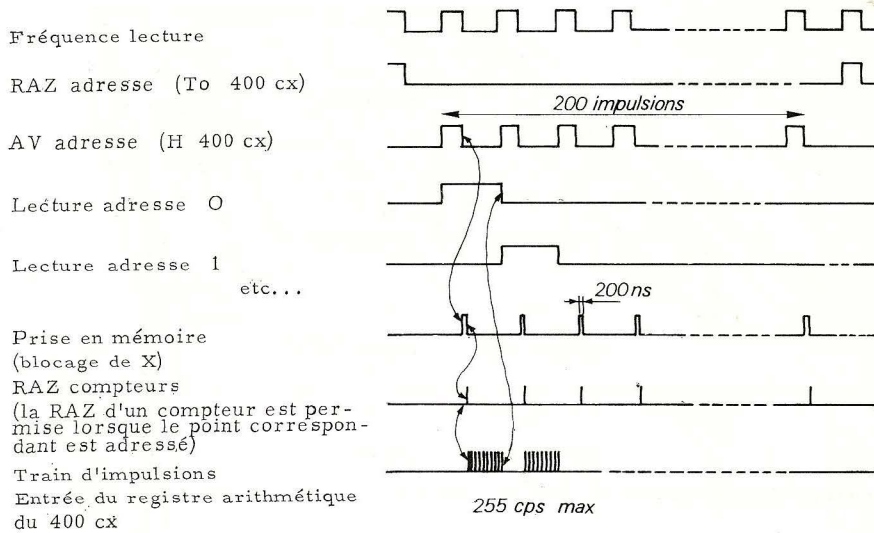 Fréquence lecture
RAZ adresse (To 400 cx)
200 impulsions
AV adresse (H 400 cx)
Lecture adresse O
Lecture adresse 1
etc...
200 ns
Prise en mémoire
(blocage de X)
RAZ compteurs
(la RAZ d'un compteur est per-
mise lorsque le point correspon-
dant est adressé)
Train d'impulsions
Entrée du registre arithmétique
du 400 cx
255 cps max